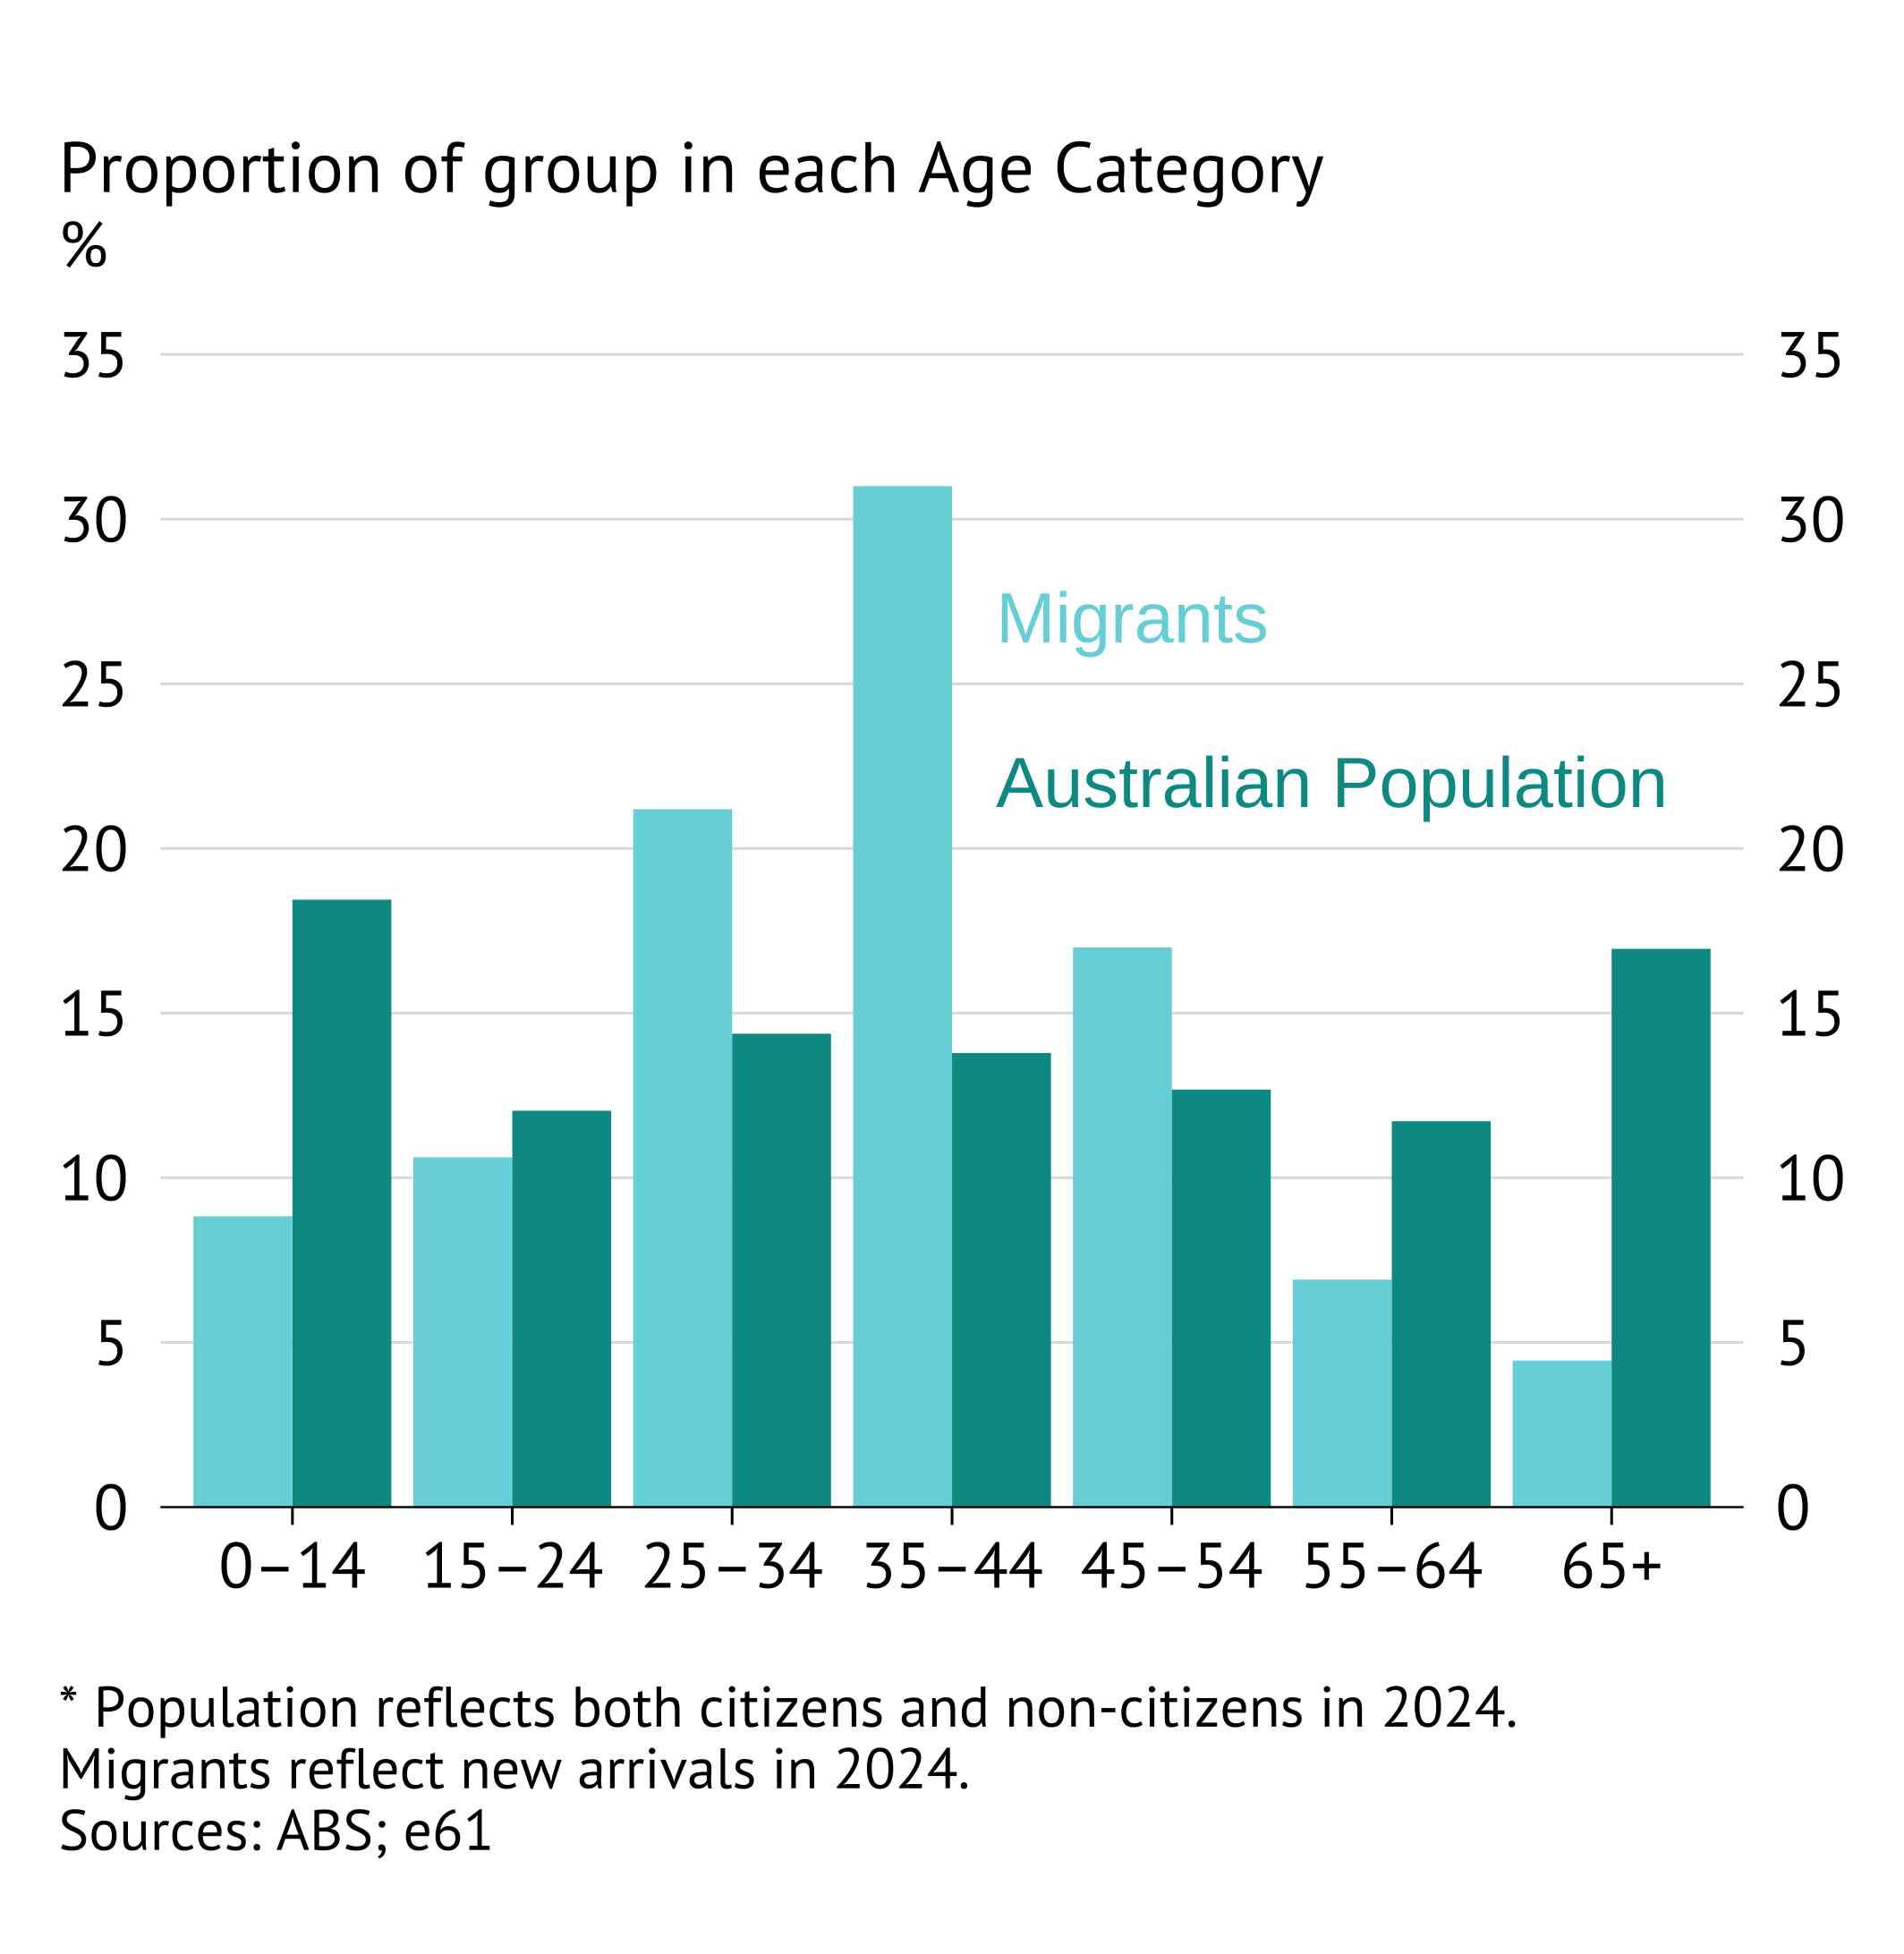 Proportion of group in each Age Category
%
35 35
30 30
Migrants
25 25
Australian Population
20 20
15 15
10 10
5 5
0 0
0–14 15–24 25–34 35–44 45–54 55–64 65+
* Population reflects both citizens and non-citizens in 2024.
Migrants reflect new arrivals in 2024.
Sources: ABS; e61